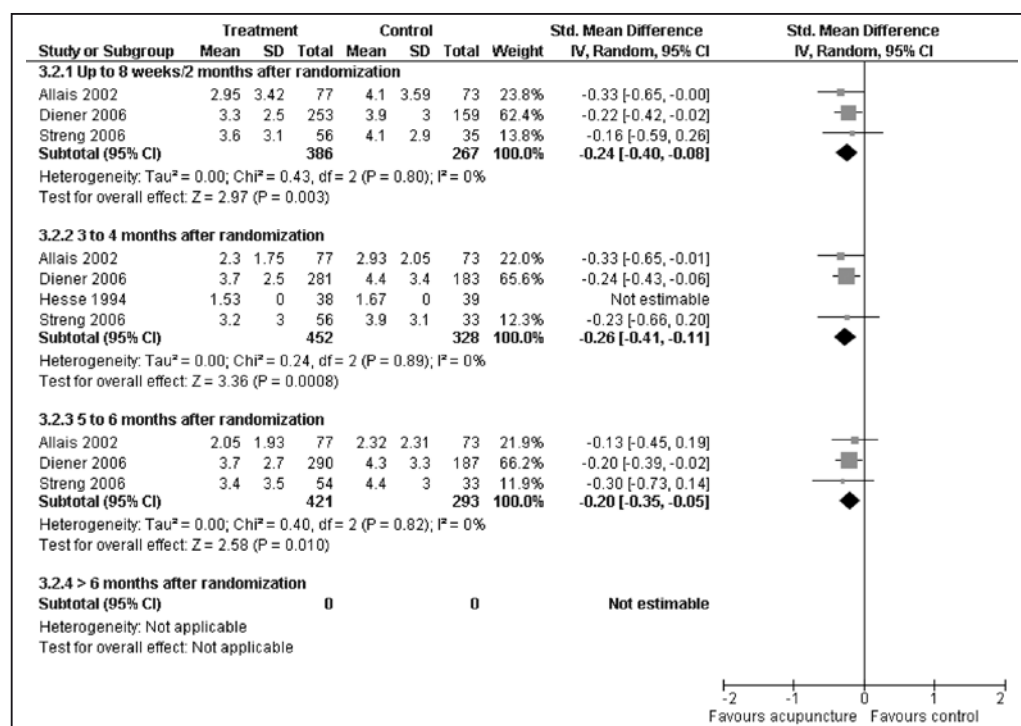 Treatment Control Std. Mean Difference Std. Mean Difference
Study or Subgroup Mean SD Total Mean SD Total Weight IV, Random, 95% CI IV, Random, 95% CI
3.2.1 Up to 8 weeks/2 months after randomization
Allais 2002 2.95 3.42 77 4.1 3.59 73 23.8% -0.33 [-0.65, -0.00]
Diener 2006 3.3 2.5 253 3.9 3 159 62.4% -0.22 [-0.42, -0.02]
Streng 2006 3.6 3.1 56 4.1 2.9 35 13.8% -0.16 [-0.59, 0.26]
Subtotal (95% CI) 386 267 100.0% -0.24 [-0.40, -0.08]
Heterogeneity: Tau² = 0.00; Chi² = 0.43, df = 2 (P = 0.80); I² = 0%
Test for overall effect: Z = 2.97 (P = 0.003)
3.2.2 3 to 4 months after randomization
Allais 2002 2.3 1.75 77 2.93 2.05 73 22.0% -0.33 [-0.65, -0.01]
Diener 2006 3.7 2.5 281 4.4 3.4 183 65.6% -0.24 [-0.43, -0.06]
Hesse 1994 1.53 0 38 1.67 0 39 Not estimable
Streng 2006 3.2 3 56 3.9 3.1 33 12.3% -0.23 [-0.66, 0.20]
Subtotal (95% CI) 452 328 100.0% -0.26 [-0.41, -0.11]
Heterogeneity: Tau² = 0.00; Chi² = 0.24, df = 2 (P = 0.89); I² = 0%
Test for overall effect: Z = 3.36 (P = 0.0008)
3.2.3 5 to 6 months after randomization
Allais 2002 2.05 1.93 77 2.32 2.31 73 21.9% -0.13 [-0.45, 0.19]
Diener 2006 3.7 2.7 290 4.3 3.3 187 66.2% -0.20 [-0.39, -0.02]
Streng 2006 3.4 3.5 54 4.4 3 33 11.9% -0.30 [-0.73, 0.14]
Subtotal (95% CI) 421 293 100.0% -0.20 [-0.35, -0.05]
Heterogeneity: Tau² = 0.00; Chi² = 0.40, df = 2 (P = 0.82); I² = 0%
Test for overall effect: Z = 2.58 (P = 0.010)
3.2.4 > 6 months after randomization
Subtotal (95% CI) 0 0 Not estimable
Heterogeneity: Not applicable
Test for overall effect: Not applicable
-2 -1 0 1 2
Favours acupuncture Favours control